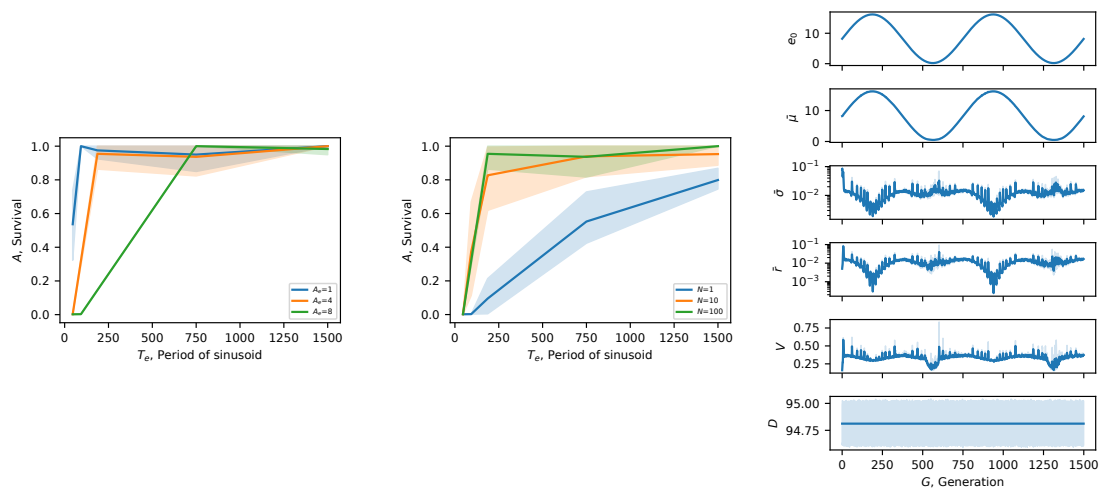 A, Survival
1.0
0.8
0.6
0.4
0.2
0.0
0 250 500 750 1000 1250 1500
T_e, Period of sinusoid
A_e=1
A_e=4
A_e=8
A, Survival
1.0
0.8
0.6
0.4
0.2
0.0
0 250 500 750 1000 1250 1500
T_e, Period of sinusoid
N=1
N=10
N=100
e_0
10
0
μ̄
10
0
σ̄
10^{-1}
10^{-2}
r̄
10^{-1}
10^{-2}
10^{-3}
V
0.75
0.50
0.25
D
95.00
94.75
0 250 500 750 1000 1250 1500
G, Generation